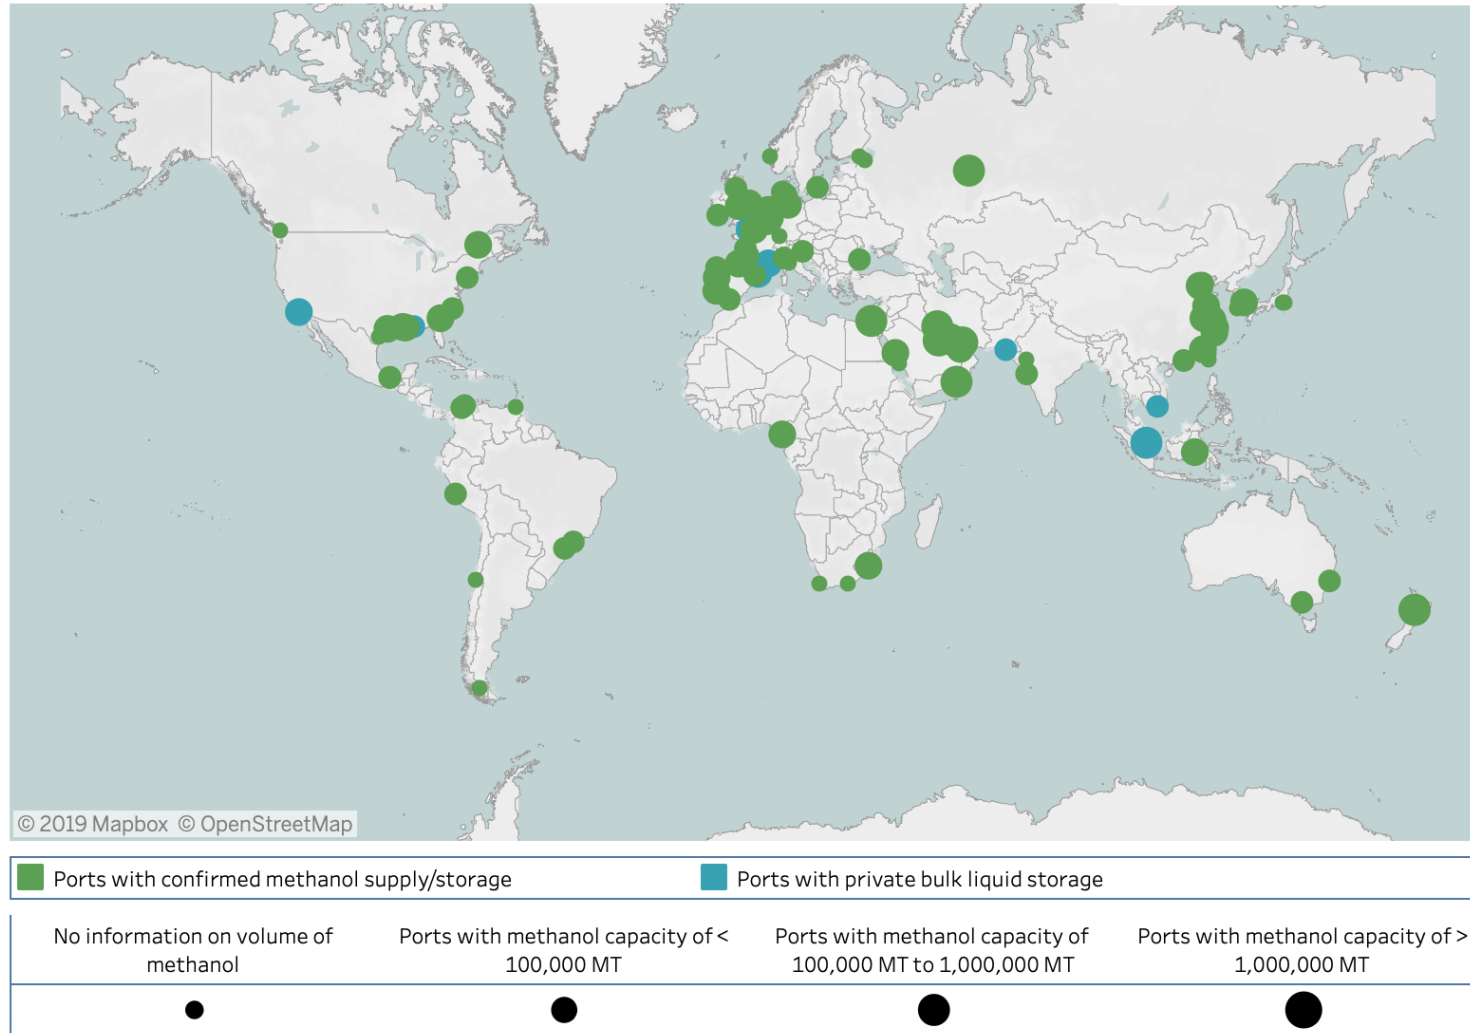 © 2019 Mapbox © OpenStreetMap
Ports with confirmed methanol supply/storage
Ports with private bulk liquid storage
No information on volume of
methanol
Ports with methanol capacity of <
100,000 MT
Ports with methanol capacity of
100,000 MT to 1,000,000 MT
Ports with methanol capacity of >
1,000,000 MT